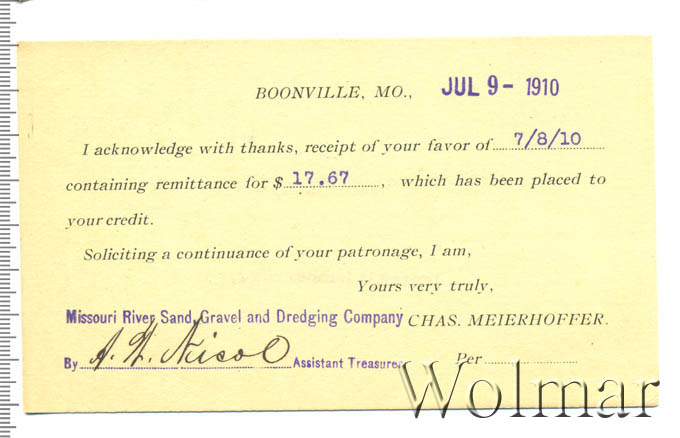 BOONVILLE, MO., JUL 9- 1910
I acknowledge with thanks, receipt of your favor of 7/8/10
containing remittance for $ 17.67, which has been placed to
your credit.
Soliciting a continuance of your patronage, I am,
Yours very truly,
Missouri River Sand, Gravel and Dredging Company CHAS. MEIERHOFFER.
By Assistant Treasurer Per
Wolmar